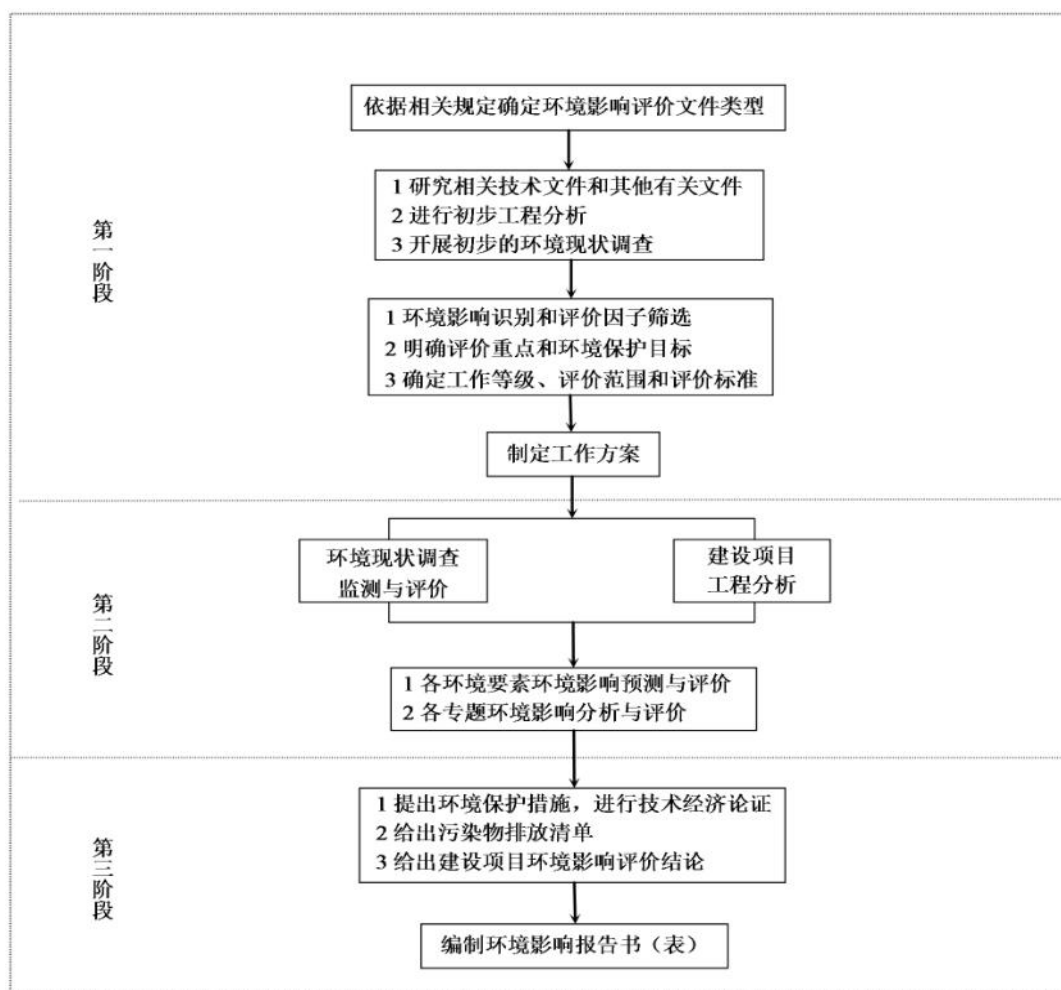 依据相关规定确定环境影响评价文件类型
1 研究相关技术文件和其他有关文件
2 进行初步工程分析
3 开展初步的环境现状调查
第一阶段
1 环境影响识别和评价因子筛选
2 明确评价重点和环境保护目标
3 确定工作等级、评价范围和评价标准
制定工作方案
环境现状调查
监测与评价
建设项目
工程分析
第二阶段
1 各环境要素环境影响预测与评价
2 各专题环境影响分析与评价
1 提出环境保护措施，进行技术经济论证
2 给出污染物排放清单
3 给出建设项目环境影响评价结论
第三阶段
编制环境影响报告书（表）